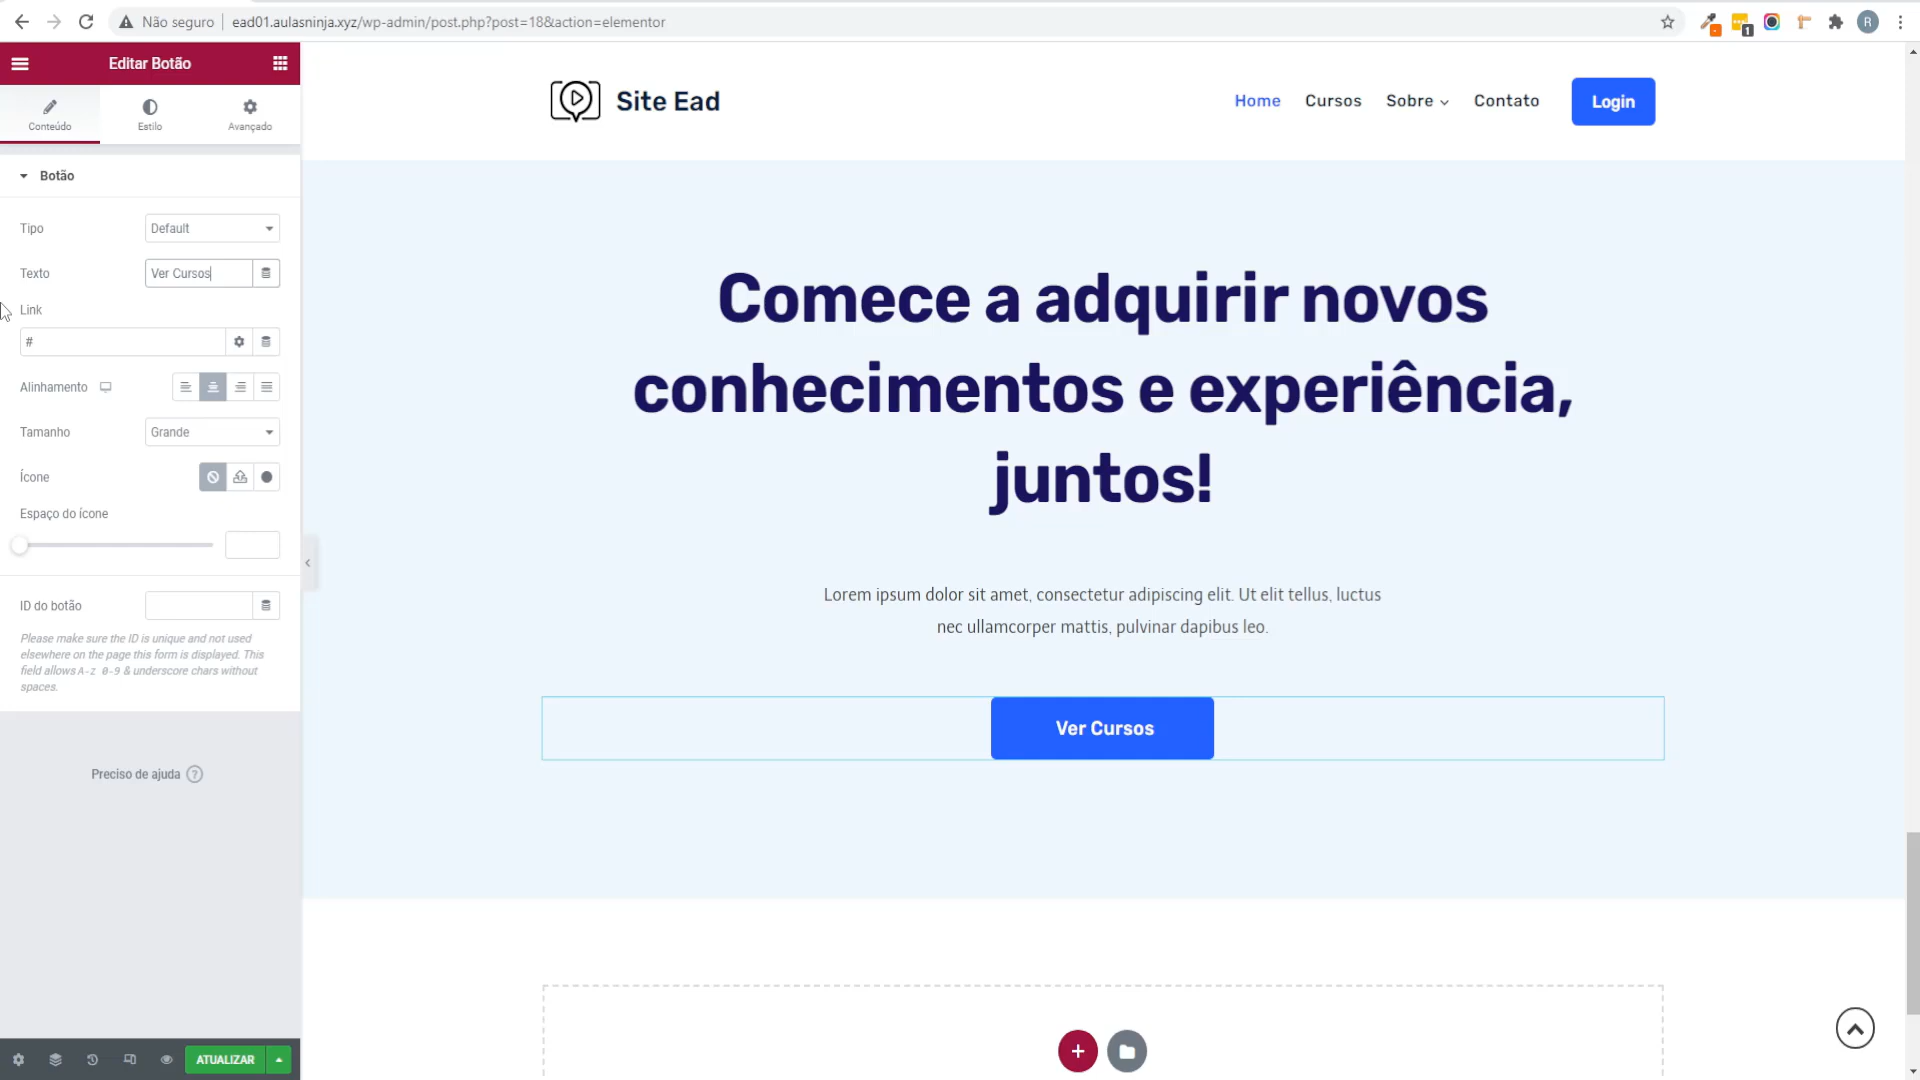 Não seguro
ead01.aulasninja.xyz/wp-admin/post.php?post=18&action=elementor
1
R
Editar Botão
Conteúdo
Estilo
Avançado
Botão
Tipo
Default
Texto
Ver Cursos
Link
#
Alinhamento
Tamanho
Grande
Ícone
Espaço do ícone
ID do botão
Please make sure the ID is unique and not used
elsewhere on the page this form is displayed. This
field allows A-z 0-9 & underscore chars without
spaces.
Preciso de ajuda ?
ATUALIZAR
Site Ead
Home
Cursos
Sobre
Contato
Login
Comece a adquirir novos
conhecimentos e experiência,
juntos!
Lorem ipsum dolor sit amet, consectetur adipiscing elit. Ut elit tellus, luctus
nec ullamcorper mattis, pulvinar dapibus leo.
Ver Cursos